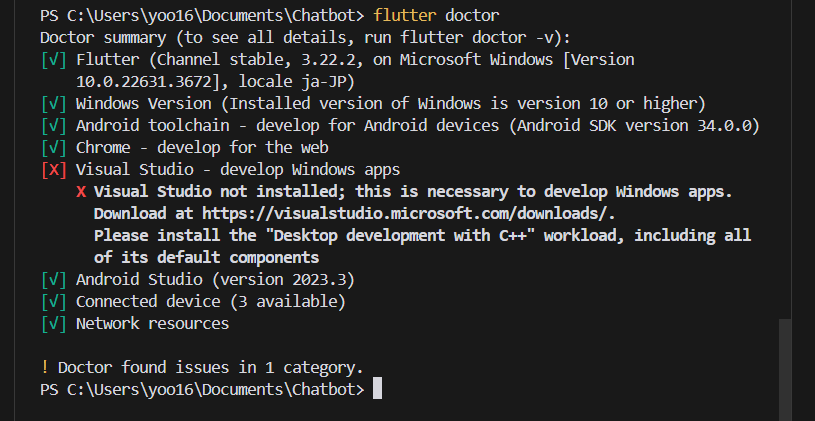 PS C:\Users\yoo16\Documents\Chatbot> flutter doctor
Doctor summary (to see all details, run flutter doctor -v):
[√] Flutter (Channel stable, 3.22.2, on Microsoft Windows [Version
10.0.22631.3672], locale ja-JP)
[√] Windows Version (Installed version of Windows is version 10 or higher)
[√] Android toolchain - develop for Android devices (Android SDK version 34.0.0)
[√] Chrome - develop for the web
[X] Visual Studio - develop Windows apps
X Visual Studio not installed; this is necessary to develop Windows apps.
Download at https://visualstudio.microsoft.com/downloads/.
Please install the "Desktop development with C++" workload, including all
of its default components
[√] Android Studio (version 2023.3)
[√] Connected device (3 available)
[√] Network resources
! Doctor found issues in 1 category.
PS C:\Users\yoo16\Documents\Chatbot>